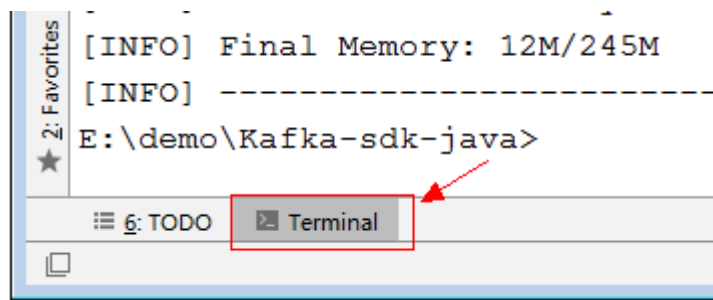 [INFO] Final Memory: 12M/245M
[INFO] --------------------------
E:\demo\Kafka-sdk-java>
2: Favorites
6: TODO
Terminal